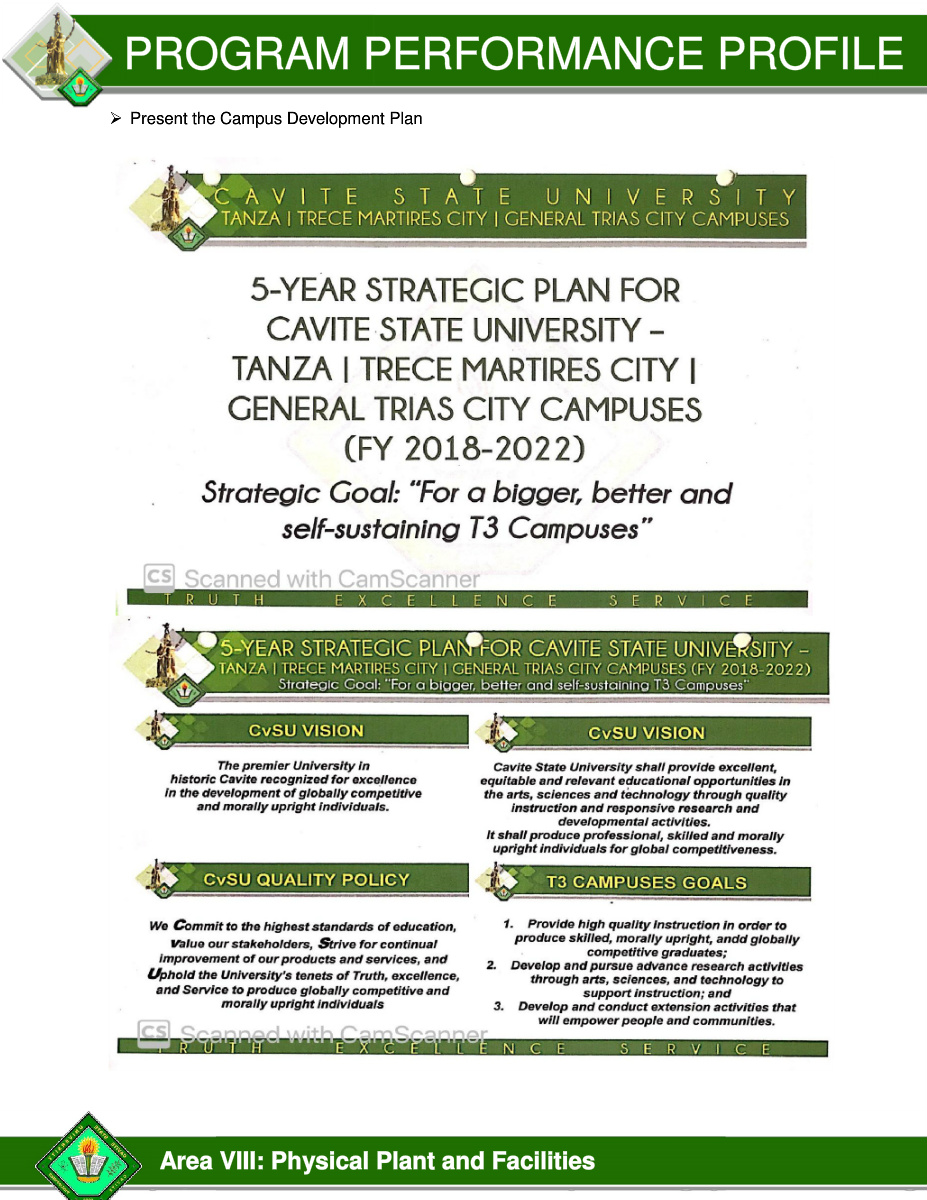 PROGRAM PERFORMANCE PROFILE
➢ Present the Campus Development Plan
CAVITE STATE UNIVERSITY
TANZA | TRECE MARTIRES CITY | GENERAL TRIAS CITY CAMPUSES
5-YEAR STRATEGIC PLAN FOR
CAVITE STATE UNIVERSITY –
TANZA | TRECE MARTIRES CITY |
GENERAL TRIAS CITY CAMPUSES
(FY 2018-2022)
Strategic Goal: “For a bigger, better and
self-sustaining T3 Campuses”
CS Scanned with CamScanner
TRUTH EXCELLENCE SERVICE
5-YEAR STRATEGIC PLAN FOR CAVITE STATE UNIVERSITY –
TANZA | TRECE MARTIRES CITY | GENERAL TRIAS CITY CAMPUSES (FY 2018-2022)
Strategic Goal: “For a bigger, better and self-sustaining T3 Campuses”
CvSU VISION
The premier University in
historic Cavite recognized for excellence
in the development of globally competitive
and morally upright individuals.
CvSU VISION
Cavite State University shall provide excellent,
equitable and relevant educational opportunities in
the arts, sciences and technology through quality
instruction and responsive research and
developmental activities.
It shall produce professional, skilled and morally
upright individuals for global competitiveness.
CvSU QUALITY POLICY
We Commit to the highest standards of education,
Value our stakeholders, Strive for continual
improvement of our products and services, and
Uphold the University's tenets of Truth, excellence,
and Service to produce globally competitive and
morally upright individuals
T3 CAMPUSES GOALS
1. Provide high quality instruction in order to
produce skilled, morally upright, andd globally
competitive graduates;
2. Develop and pursue advance research activities
through arts, sciences, and technology to
support instruction; and
3. Develop and conduct extension activities that
will empower people and communities.
CS Scanned with CamScanner
TRUTH EXCELLENCE SERVICE
Area VIII: Physical Plant and Facilities